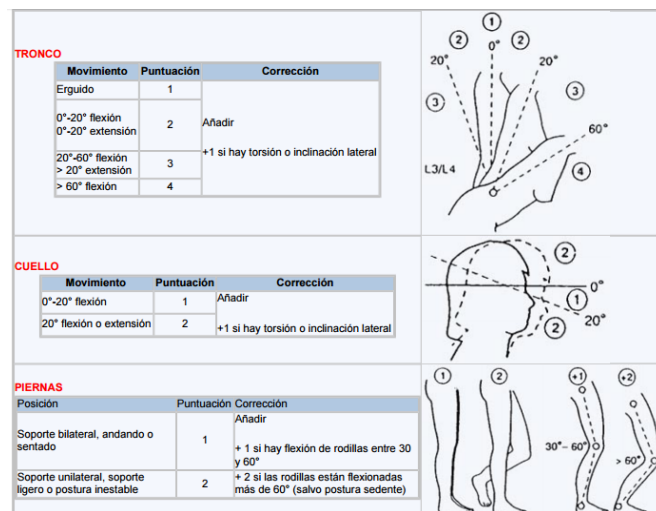 TRONCO
Movimiento Puntuación Corrección
Erguido 1
0°-20° flexión
0°-20° extensión
2
Añadir
+1 si hay torsión o inclinación lateral
20°-60° flexión
> 20° extensión
3
> 60° flexión 4
1
2 0° 2
20° 20°
3 3
60°
L3/L4 4
CUELLO
Movimiento Puntuación Corrección
0°-20° flexión 1
Añadir
20° flexión o extensión 2
+1 si hay torsión o inclinación lateral
2
0°
1
20°
2
PIERNAS
Posición Puntuación Corrección
Soporte bilateral, andando o
sentado
1
Añadir
+ 1 si hay flexión de rodillas entre 30
y 60°
Soporte unilateral, soporte
ligero o postura inestable
2
+ 2 si las rodillas están flexionadas
más de 60° (salvo postura sedente)
1 2 +1 +2
30°-60° > 60°